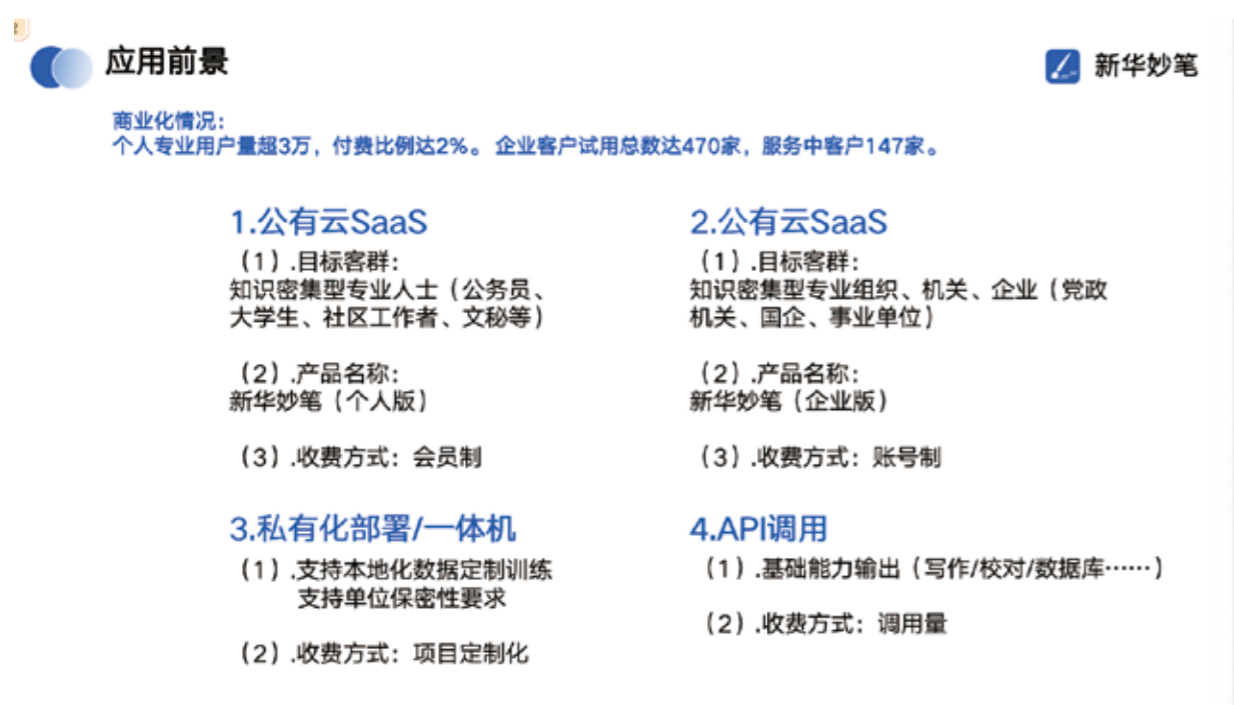 应用前景
新华妙笔
商业化情况：
个人专业用户量超3万，付费比例达2%。企业客户试用总数达470家，服务中客户147家。
1.公有云SaaS
（1）.目标客群：
知识密集型专业人士（公务员、
大学生、社区工作者、文秘等）
（2）.产品名称：
新华妙笔（个人版）
（3）.收费方式：会员制
2.公有云SaaS
（1）.目标客群：
知识密集型专业组织、机关、企业（党政
机关、国企、事业单位）
（2）.产品名称：
新华妙笔（企业版）
（3）.收费方式：账号制
3.私有化部署/一体机
（1）.支持本地化数据定制训练
支持单位保密性要求
（2）.收费方式：项目定制化
4.API调用
（1）.基础能力输出（写作/校对/数据库……）
（2）.收费方式：调用量